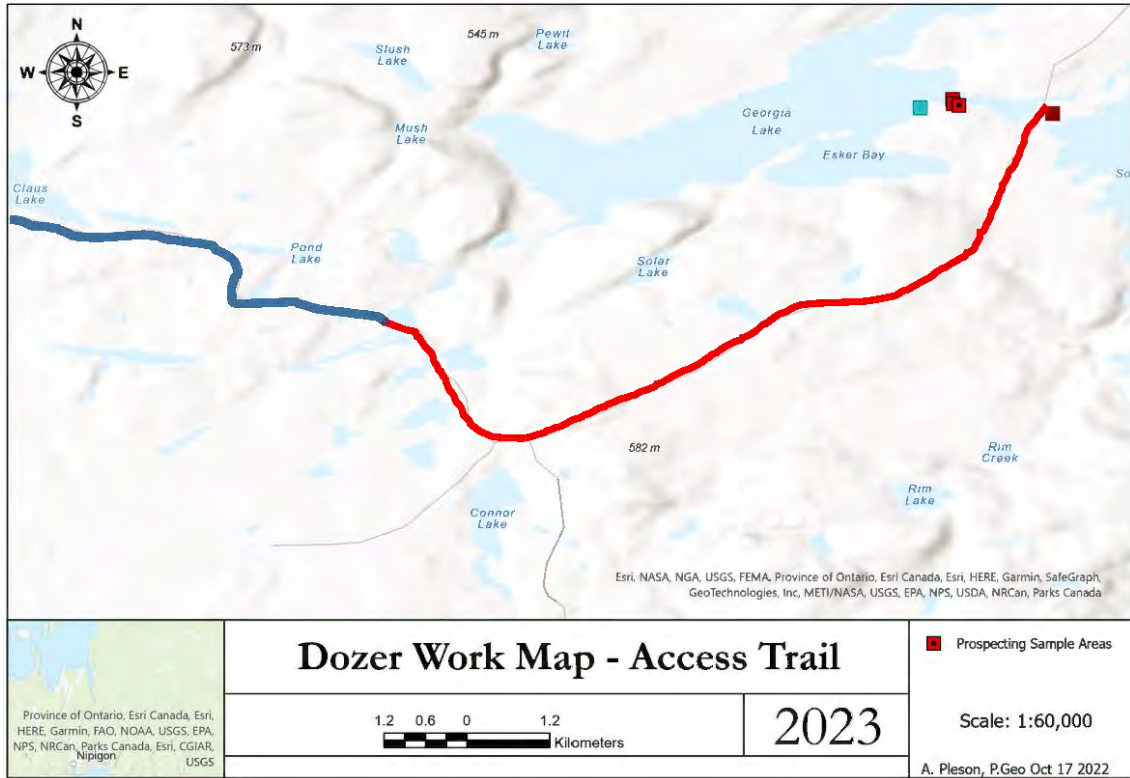 N
W E
S
573 m
Slush
Lake
545 m
Pewit
Lake
Mush
Lake
Georgia
Lake
Esker Bay
Claus
Lake
So
Pond
Lake
Solar
Lake
582 m
Rim
Creek
Rim
Lake
Connor
Lake
Esri, NASA, NGA, USGS, FEMA, Province of Ontario, Esri Canada, Esri, HERE, Garmin, SafeGraph,
GeoTechnologies, Inc, METI/NASA, USGS, EPA, NPS, USDA, NRCan, Parks Canada
Province of Ontario, Esri Canada, Esri,
HERE, Garmin, FAO, NOAA, USGS, EPA,
NPS, NRCan, Parks Canada, Esri, CGIAR,
USGS
Nipigon
Dozer Work Map - Access Trail
1.2 0.6 0 1.2
Kilometers
2023
Prospecting Sample Areas
Scale: 1:60,000
A. Pleson, P.Geo Oct 17 2022